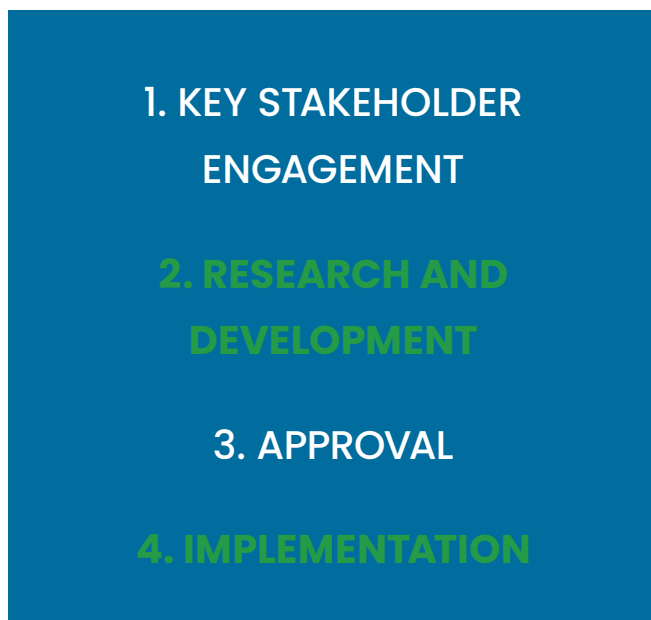 1. KEY STAKEHOLDER
ENGAGEMENT
2. RESEARCH AND
DEVELOPMENT
3. APPROVAL
4. IMPLEMENTATION